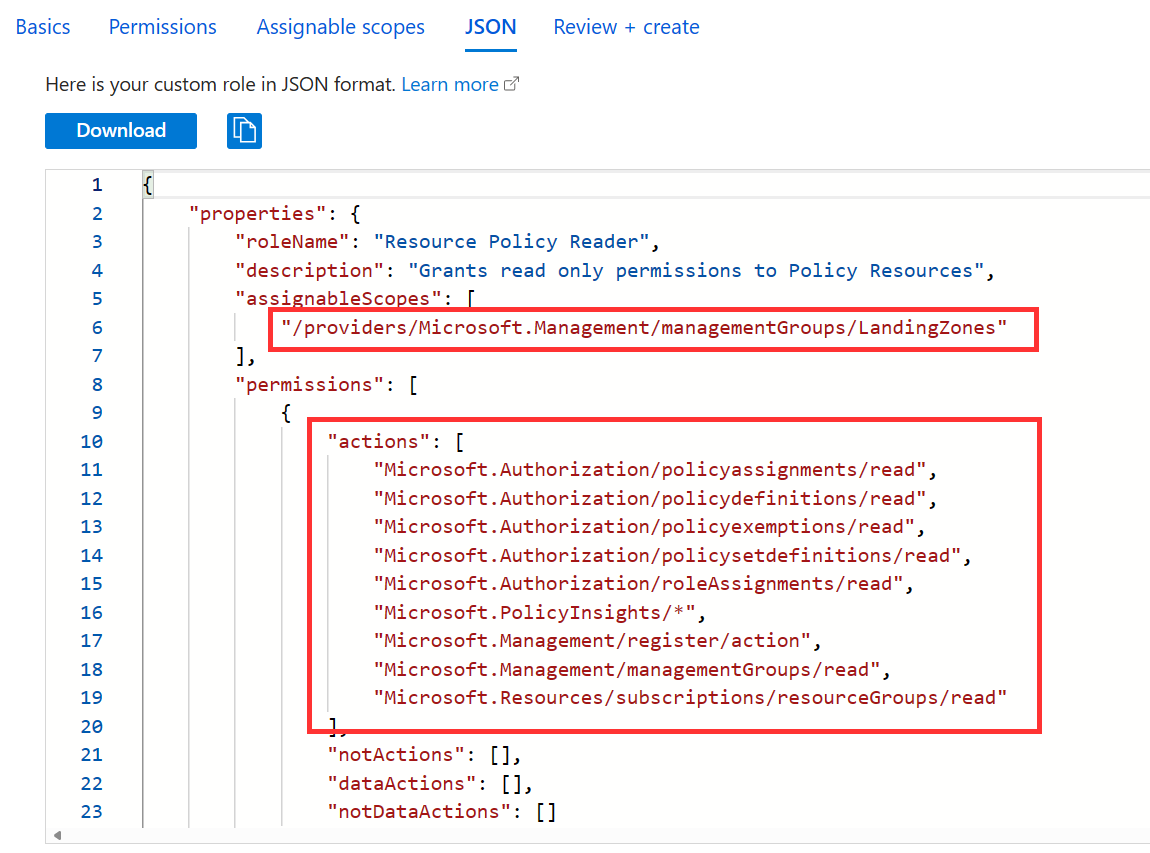 Basics Permissions Assignable scopes JSON Review + create
Here is your custom role in JSON format. Learn more
Download
1 {
2 "properties": {
3 "roleName": "Resource Policy Reader",
4 "description": "Grants read only permissions to Policy Resources",
5 "assignableScopes": [
6 "/providers/Microsoft.Management/managementGroups/LandingZones"
7 ],
8 "permissions": [
9 {
10 "actions": [
11 "Microsoft.Authorization/policyassignments/read",
12 "Microsoft.Authorization/policydefinitions/read",
13 "Microsoft.Authorization/policyexemptions/read",
14 "Microsoft.Authorization/policysetdefinitions/read",
15 "Microsoft.Authorization/roleAssignments/read",
16 "Microsoft.PolicyInsights/*",
17 "Microsoft.Management/register/action",
18 "Microsoft.Management/managementGroups/read",
19 "Microsoft.Resources/subscriptions/resourceGroups/read"
20 ],
21 "notActions": [],
22 "dataActions": [],
23 "notDataActions": []